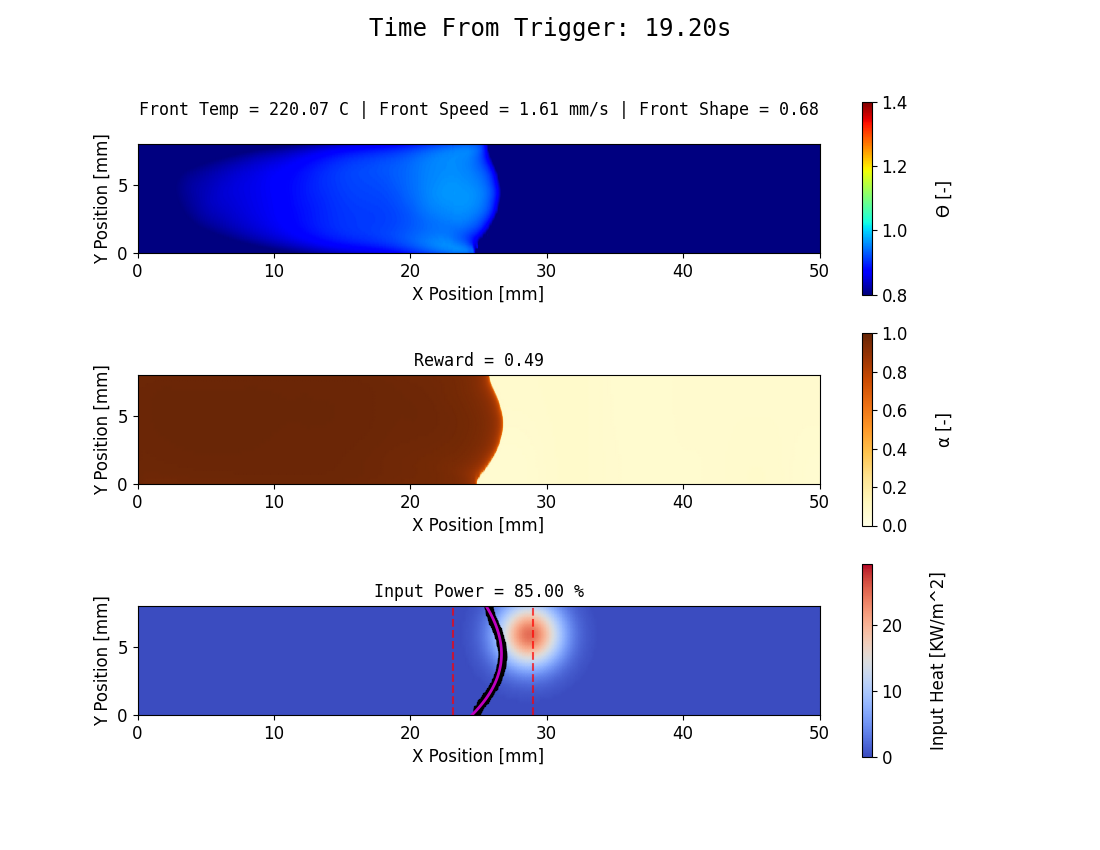 Time From Trigger: 19.20s
Front Temp = 220.07 C | Front Speed = 1.61 mm/s | Front Shape = 0.68
Y Position [mm]
5
0
0 10 20 30 40 50
X Position [mm]
1.4
1.2
1.0
0.8
Θ [-]
Reward = 0.49
Y Position [mm]
5
0
0 10 20 30 40 50
X Position [mm]
1.0
0.8
0.6
0.4
0.2
0.0
α [-]
Input Power = 85.00 %
Y Position [mm]
5
0
0 10 20 30 40 50
X Position [mm]
20
10
0
Input Heat [KW/m^2]